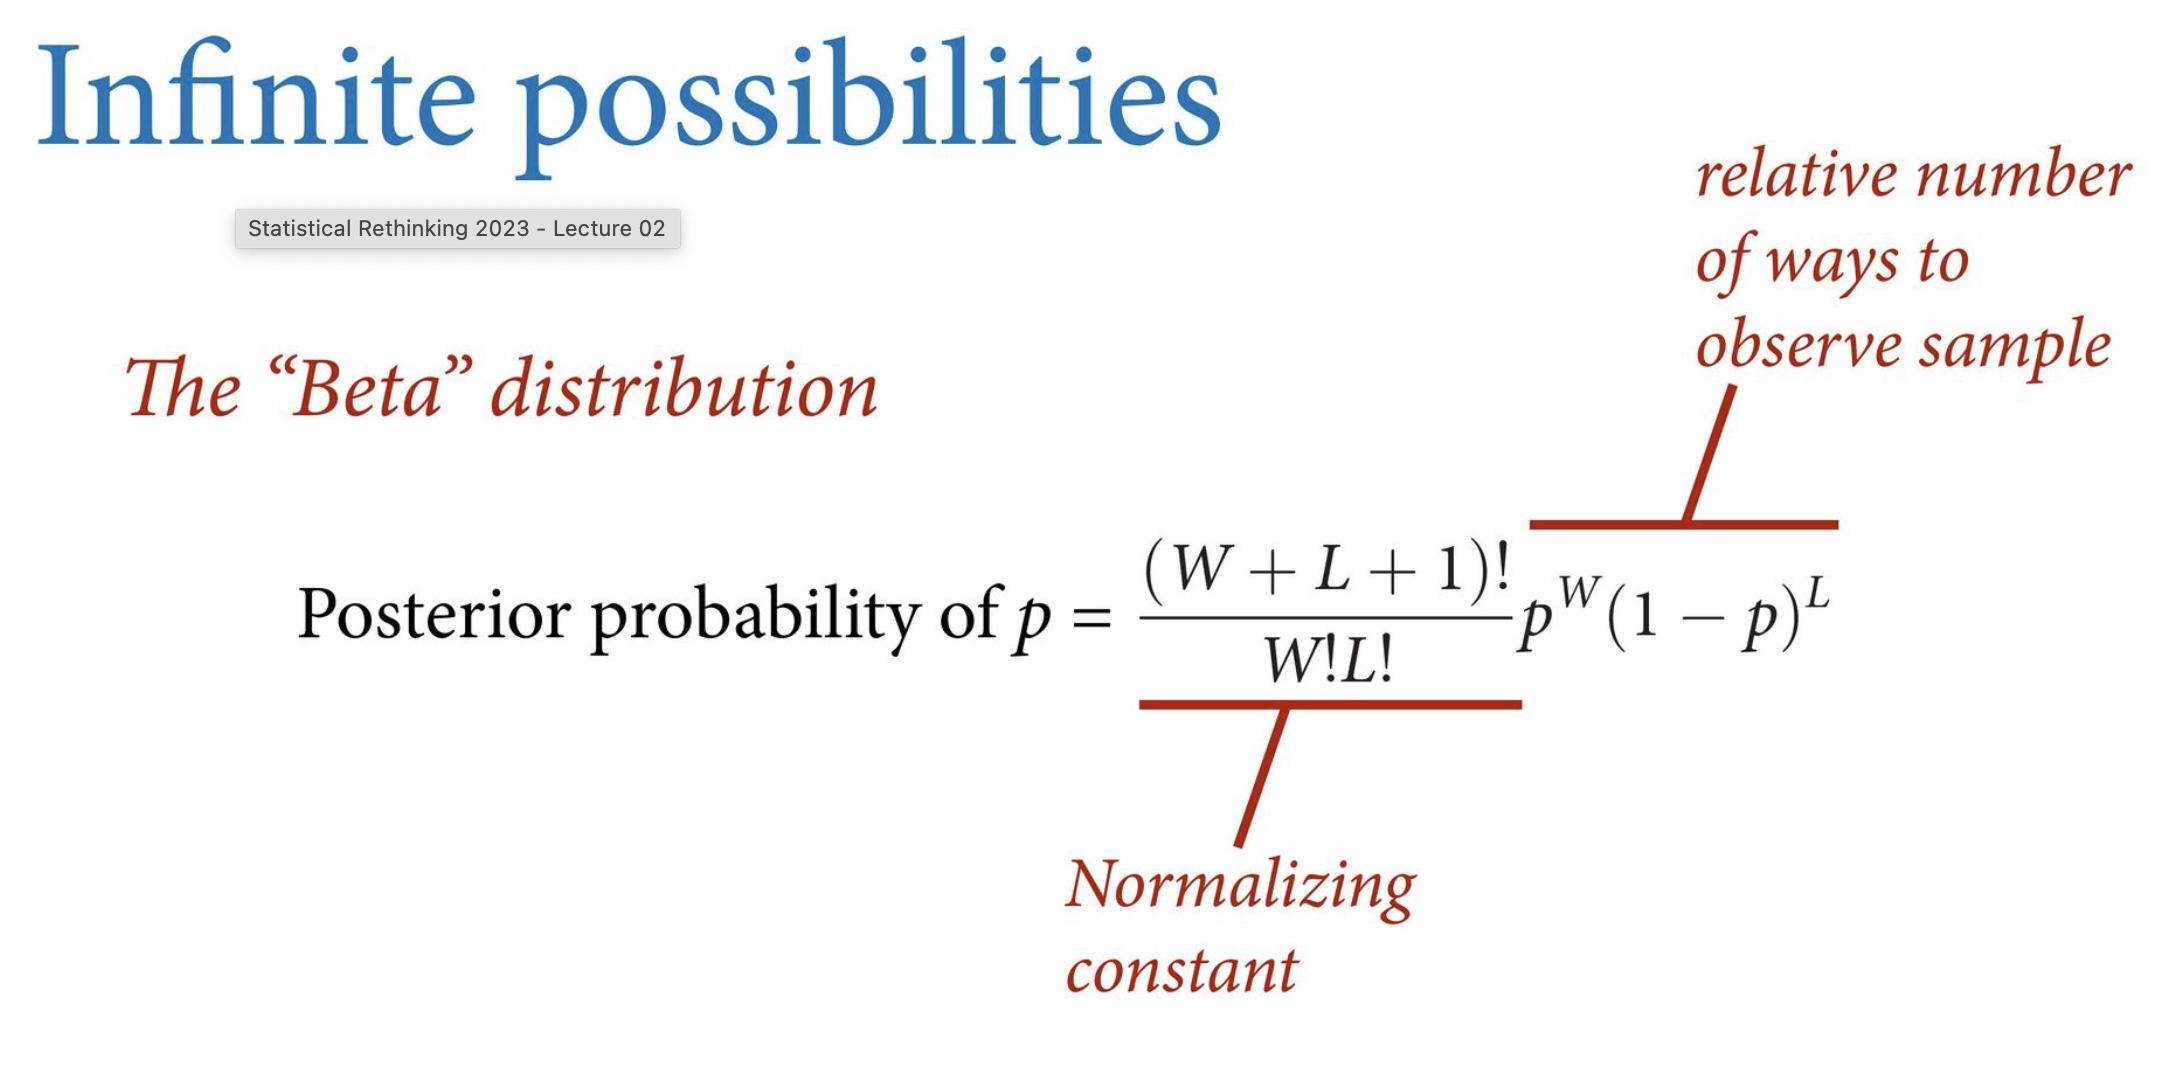 Infinite possibilities
relative number
of ways to
observe sample
Statistical Rethinking 2023 - Lecture 02
The “Beta” distribution
Posterior probability of p = \frac{(W + L + 1)!}{W!L!} p^W (1 − p)^L
Normalizing
constant